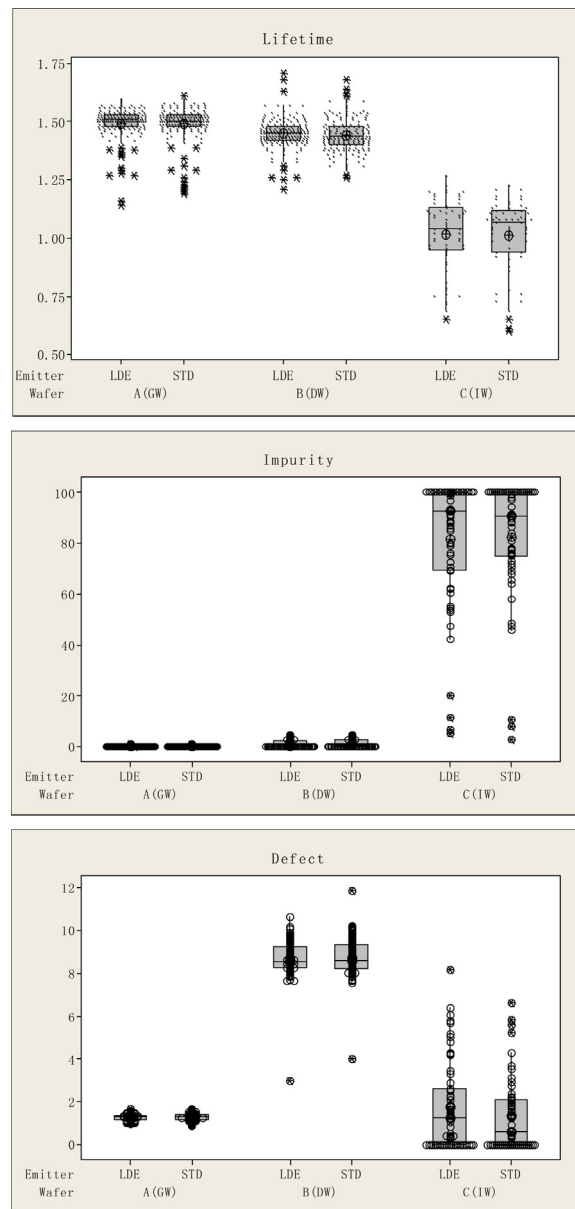 Lifetime
1.75
1.50
1.25
1.00
0.75
0.50
Emitter LDE STD LDE STD LDE STD
Wafer A(GW) B(DW) C(IW)
Impurity
100
80
60
40
20
0
Emitter LDE STD LDE STD LDE STD
Wafer A(GW) B(DW) C(IW)
Defect
12
10
8
6
4
2
0
Emitter LDE STD LDE STD LDE STD
Wafer A(GW) B(DW) C(IW)